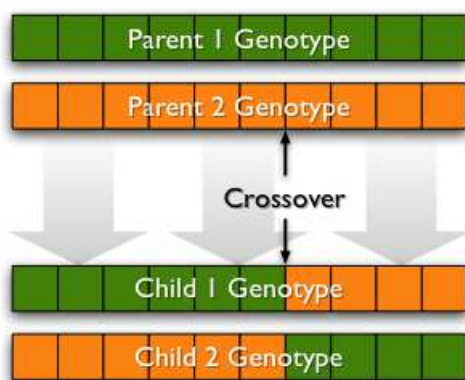 Parent 1 Genotype
Parent 2 Genotype
Crossover
Child 1 Genotype
Child 2 Genotype